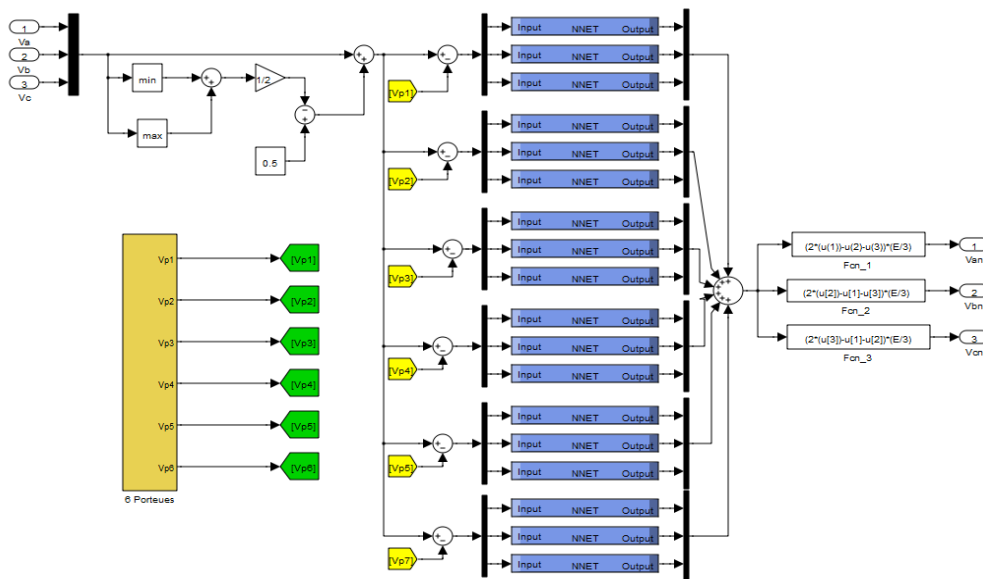 1
Va
2
Vb
3
Vc
min
max
1/2
0.5
[Vp1]
Input NNET Output
Input NNET Output
Input NNET Output
[Vp2]
Input NNET Output
Input NNET Output
Input NNET Output
[Vp3]
Input NNET Output
Input NNET Output
Input NNET Output
[Vp4]
Input NNET Output
Input NNET Output
Input NNET Output
[Vp5]
Input NNET Output
Input NNET Output
Input NNET Output
[Vp7]
Input NNET Output
Input NNET Output
Input NNET Output
Vp1 [Vp1]
Vp2 [Vp2]
Vp3 [Vp3]
Vp4 [Vp4]
Vp5 [Vp5]
Vp6 [Vp6]
6 Porteues
(2*(u(1))-u(2)-u(3))*(E/3)
Fcn_1
1
Van
(2*(u[2])-u[1]-u[3])*(E/3)
Fcn_2
2
Vbn
(2*(u[3])-u[1]-u[2])*(E/3)
Fcn_3
3
Vcn